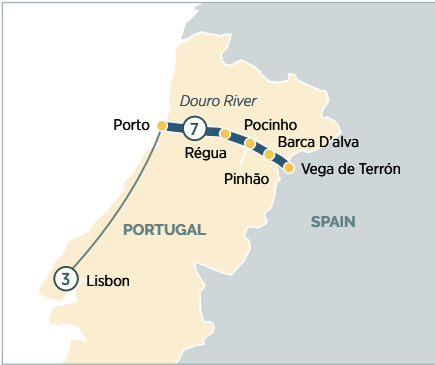 Douro River
Porto
7
Pocinho
Régua
Barca D'alva
Pinhão
Vega de Terrón
PORTUGAL
SPAIN
3
Lisbon